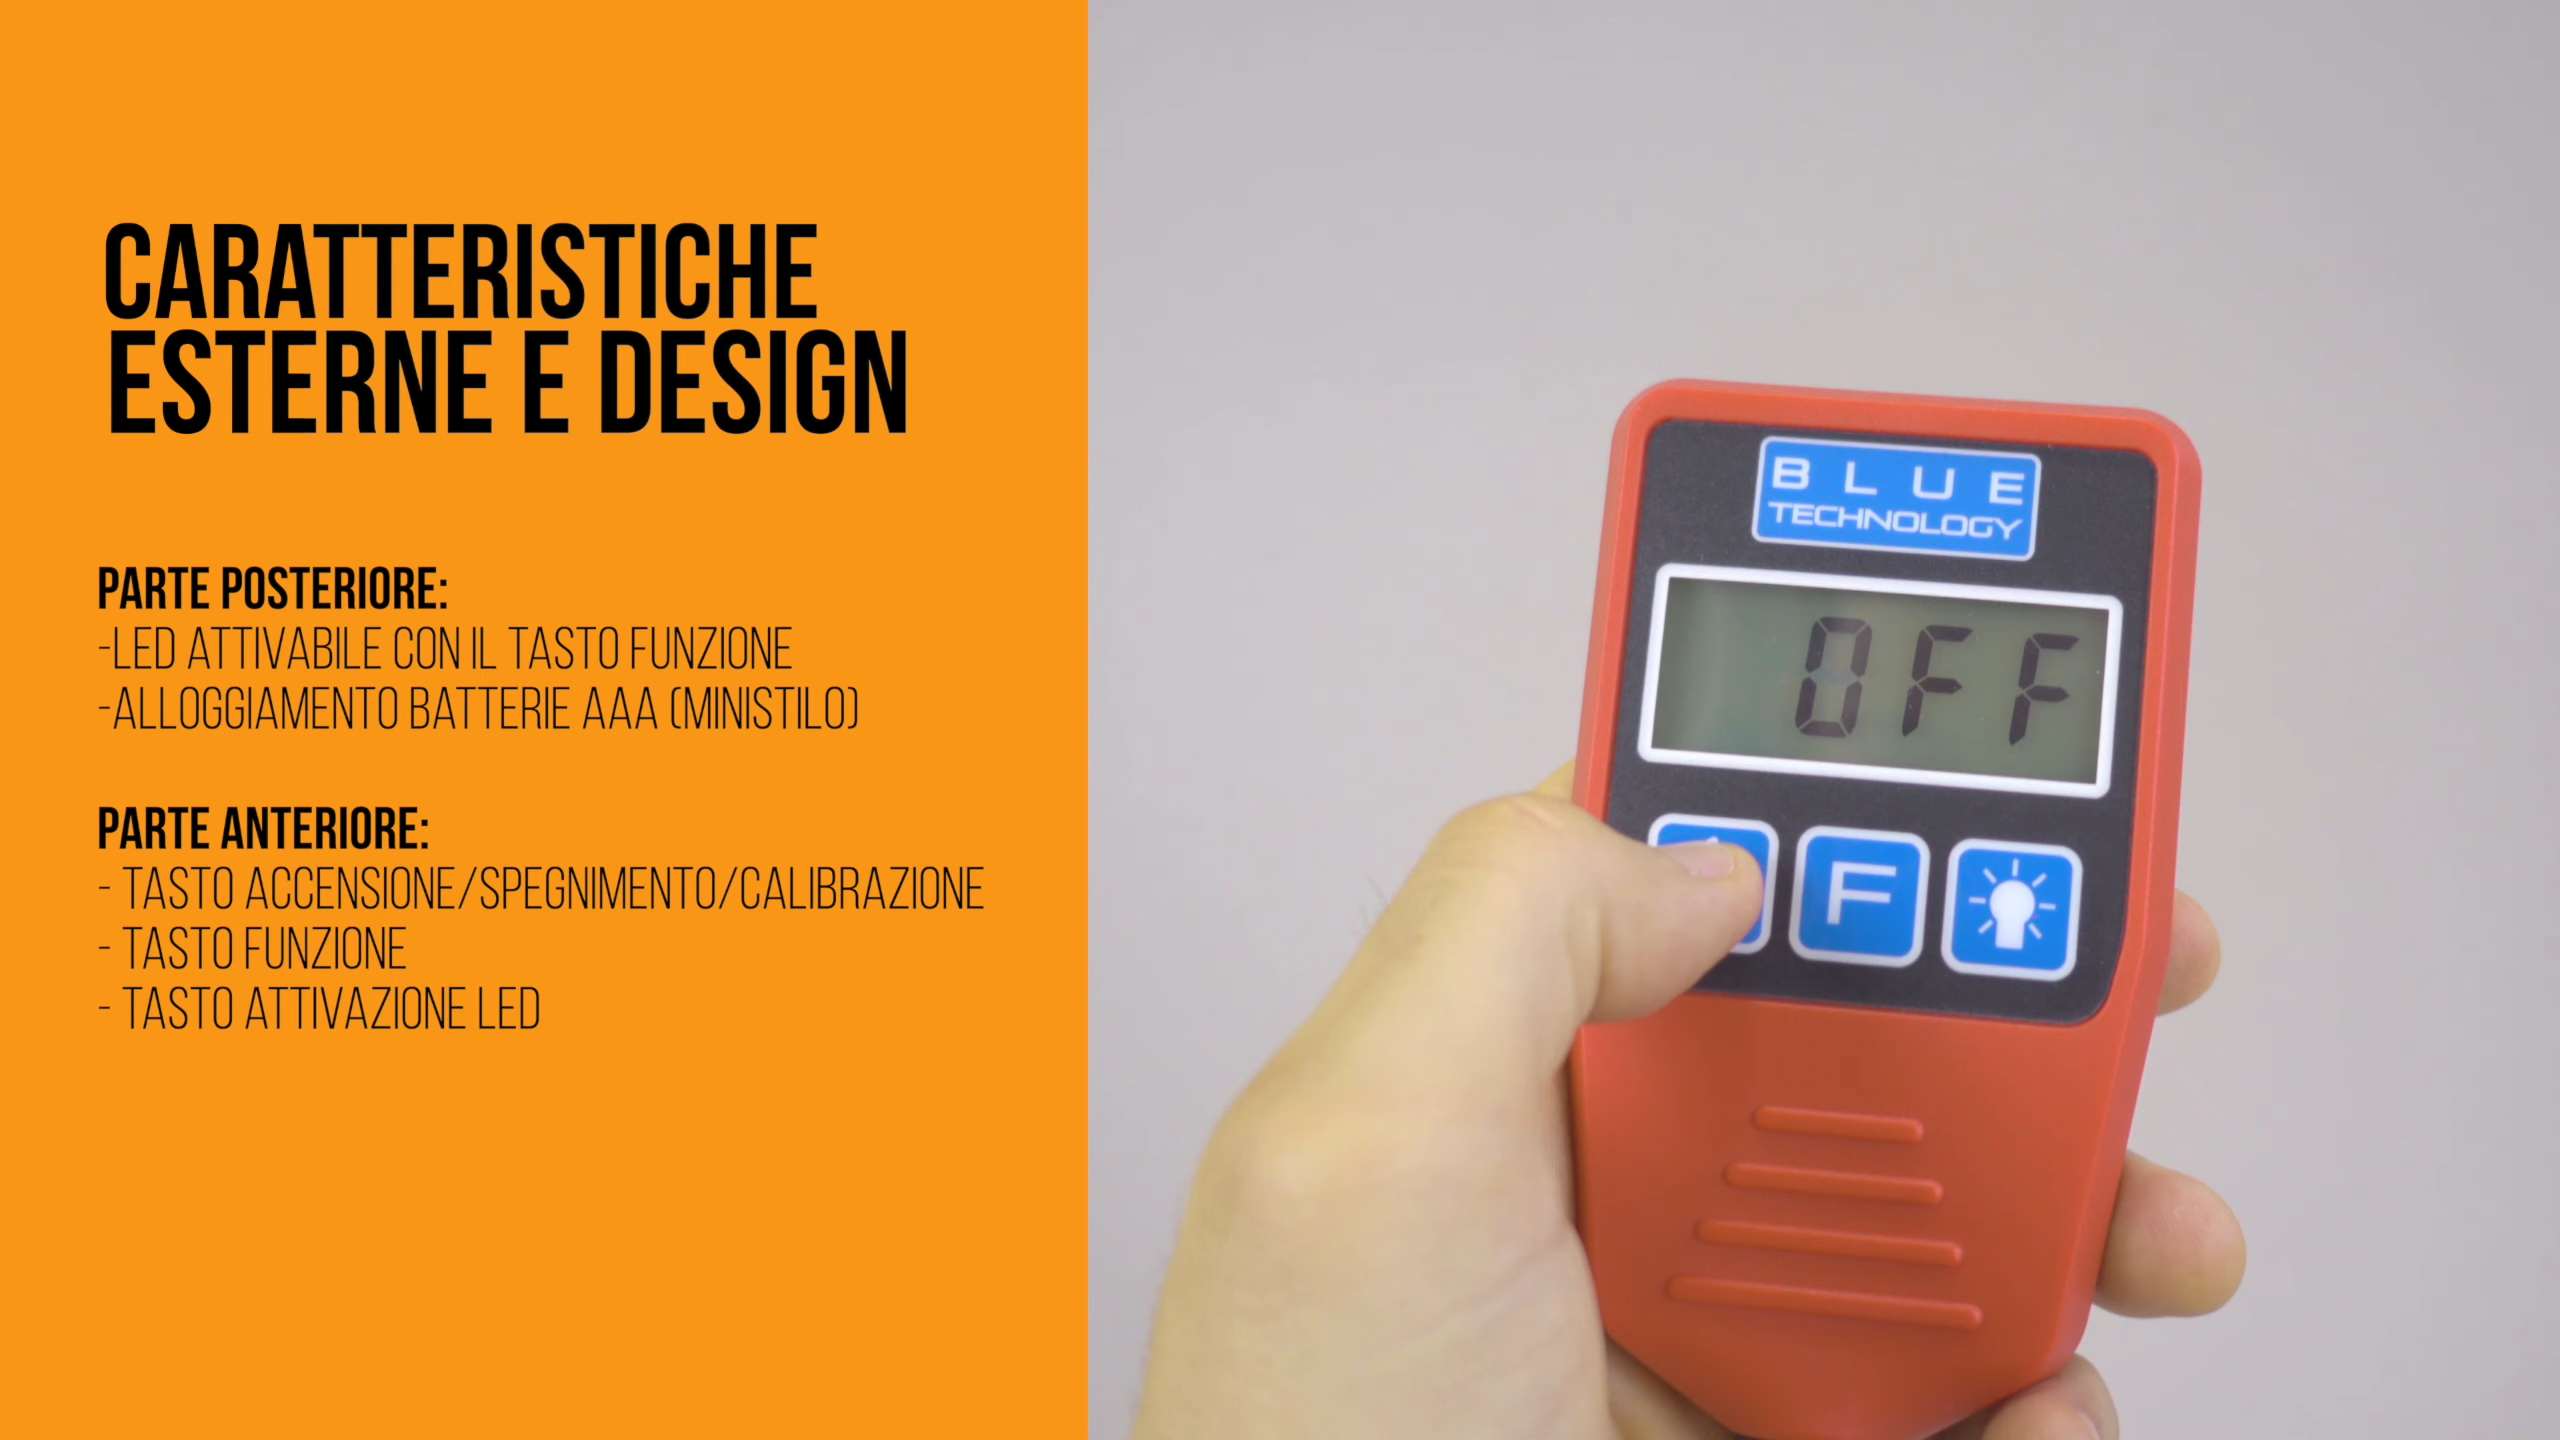 CARATTERISTICHE
ESTERNE E DESIGN
PARTE POSTERIORE:
-LED ATTIVABILE CON IL TASTO FUNZIONE
-ALLOGGIAMENTO BATTERIE AAA (MINISTILO)
PARTE ANTERIORE:
- TASTO ACCENSIONE/SPEGNIMENTO/CALIBRAZIONE
- TASTO FUNZIONE
- TASTO ATTIVAZIONE LED
BLUE
TECHNOLOGY
OFF
F